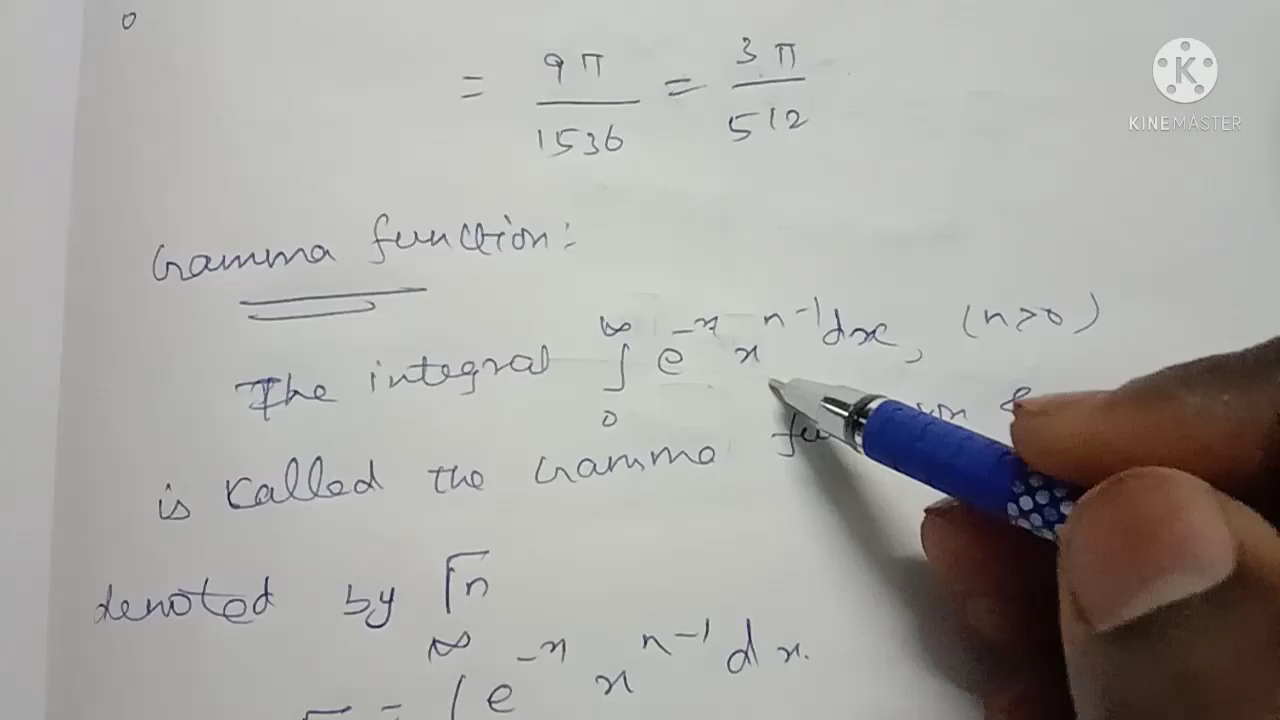 0
= 9π/1536 = 3π/512
K
KINEMASTER
Gamma function:
The integral ∫₀^∞ e^{-x} x^{n-1} dx, (n>0)
is called the Gamma
denoted by Γn
= ∫^∞ e^{-x} x^{n-1} dx.